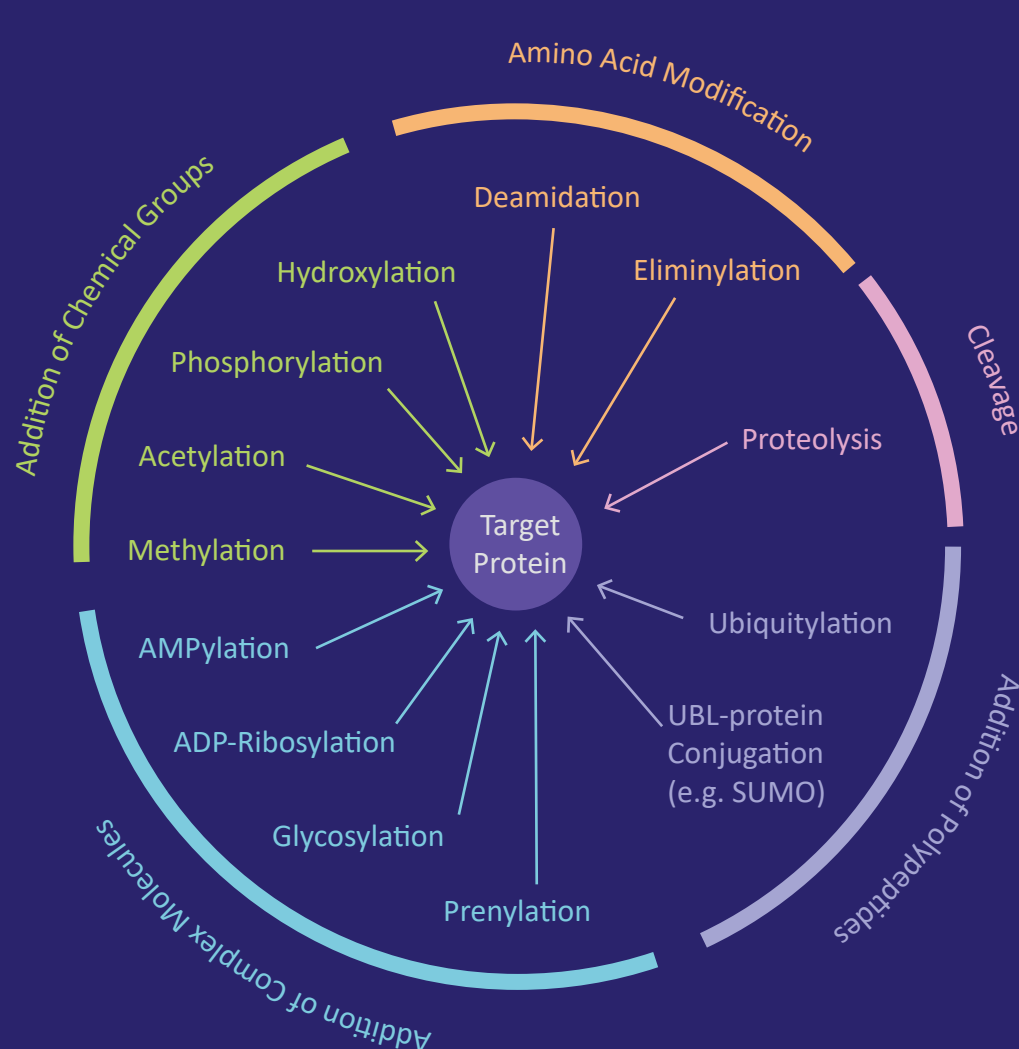 Amino Acid Modification
Addition of Chemical Groups
Deamidation
Hydroxylation
Eliminylation
Cleavage
Phosphorylation
Proteolysis
Acetylation
Target
Protein
Methylation
Ubiquitylation
AMPylation
UBL-protein
Conjugation
(e.g. SUMO)
ADP-Ribosylation
Addition of Polypeptides
Glycosylation
Prenylation
Addition of Complex Molecules